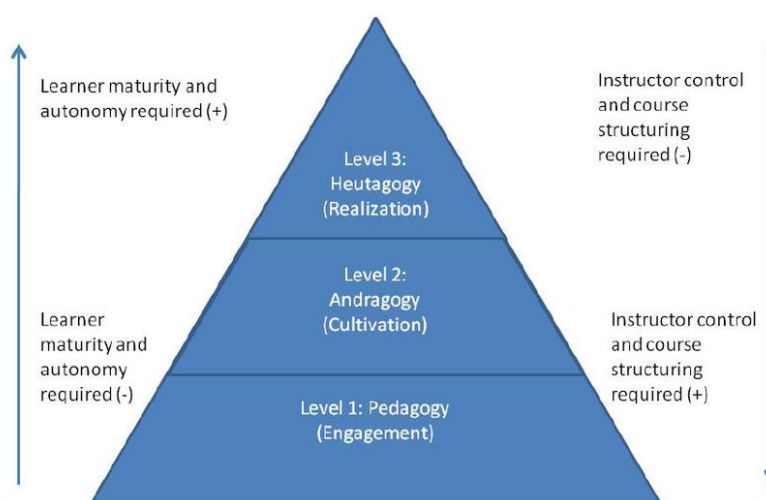 Learner maturity and
autonomy required (+)
Instructor control
and course
structuring
required (-)
Level 3:
Heutagogy
(Realization)
Level 2:
Andragogy
(Cultivation)
Learner
maturity and
autonomy
required (-)
Instructor control
and course
structuring
required (+)
Level 1: Pedagogy
(Engagement)